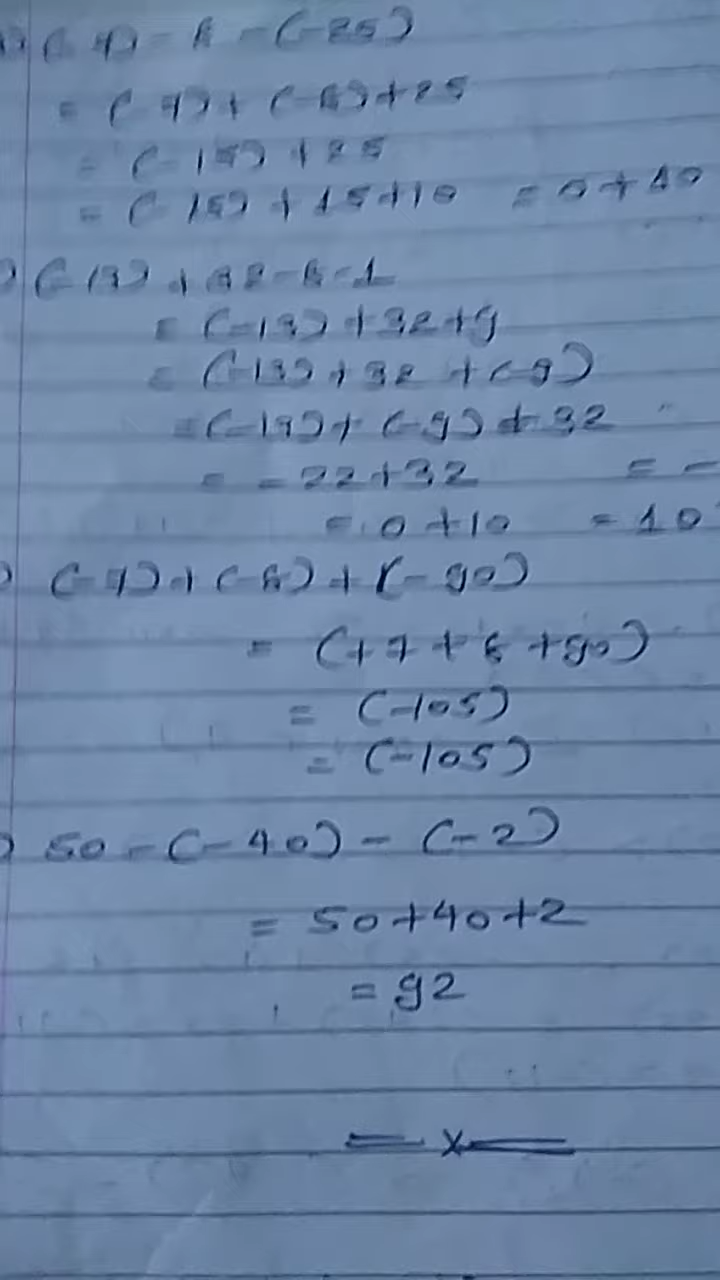 (-7) - 8 - (-25)
= (-7) + (-8) + 25
= (-15) + 25
= (-15) + 15 + 10 = 0 + 10
(-13) + 32 - 8 - 1
= (-13) + 32 + 9
= (-13) + 32 + (-9)
= (-13) + (-9) + 32
= - 22 + 32 = -
= 0 + 10 = 10
(-7) + (-8) + (-90)
= (+7 + 8 + 90)
= (-105)
= (-105)
50 - (-40) - (-2)
= 50 + 40 + 2
= 92
= x =